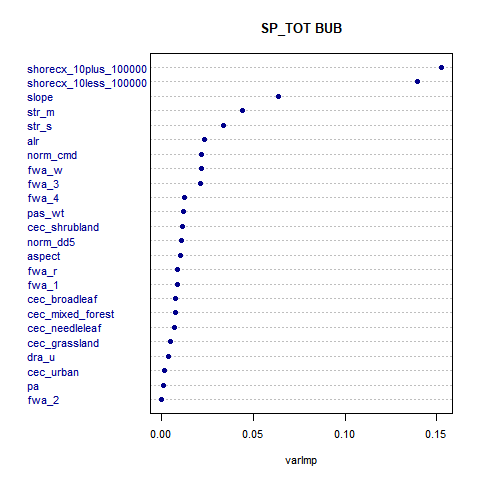 SP_TOT BUB
shorecx_10plus_100000
shorecx_10less_100000
slope
str_m
str_s
alr
norm_cmd
fwa_w
fwa_3
fwa_4
pas_wt
cec_shrubland
norm_dd5
aspect
fwa_r
fwa_1
cec_broadleaf
cec_mixed_forest
cec_needleleaf
cec_grassland
dra_u
cec_urban
pa
fwa_2
0.00 0.05 0.10 0.15
varImp